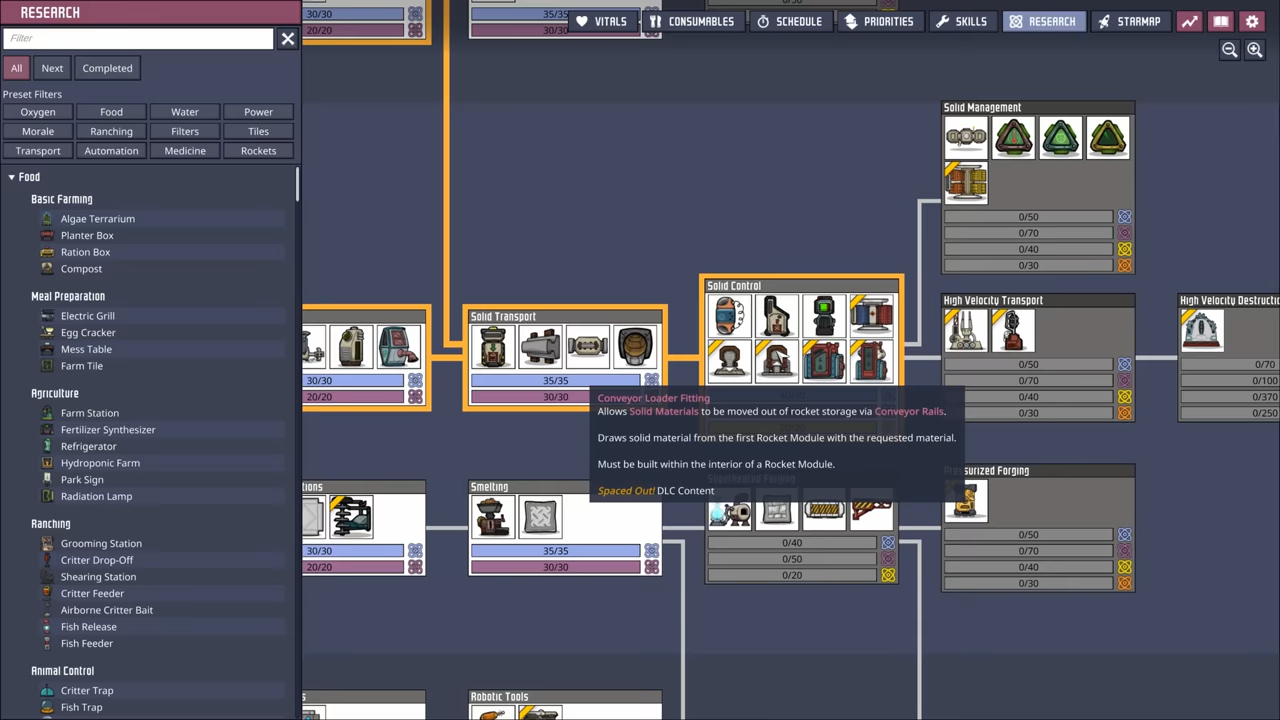 RESEARCH
VITALS
CONSUMABLES
SCHEDULE
PRIORITIES
SKILLS
RESEARCH
STARMAP
Filter
All
Next
Completed
Preset Filters
Oxygen
Food
Water
Power
Morale
Ranching
Filters
Tiles
Transport
Automation
Medicine
Rockets
Food
Basic Farming
Algae Terrarium
Planter Box
Ration Box
Compost
Meal Preparation
Electric Grill
Egg Cracker
Mess Table
Farm Tile
Agriculture
Farm Station
Fertilizer Synthesizer
Refrigerator
Hydroponic Farm
Park Sign
Radiation Lamp
Ranching
Grooming Station
Critter Drop-Off
Shearing Station
Critter Feeder
Airborne Critter Bait
Fish Release
Fish Feeder
Animal Control
Critter Trap
Fish Trap
30/30
20/20
35/35
30/30
30/30
20/20
Solid Transport
35/35
30/30
Solid Control
Solid Management
0/50
0/70
0/40
0/30
High Velocity Transport
0/50
0/70
0/40
0/30
High Velocity Destructi
0/70
0/100
0/370
0/250
Conveyor Loader Fitting
Allows Solid Materials to be moved out of rocket storage via Conveyor Rails.
Draws solid material from the first Rocket Module with the requested material.
Must be built within the interior of a Rocket Module.
Spaced Out! DLC Content
tions
30/30
20/20
Smelting
35/35
30/30
0/40
0/50
0/20
Pressurized Forging
0/50
0/70
0/40
0/30
Robotic Tools